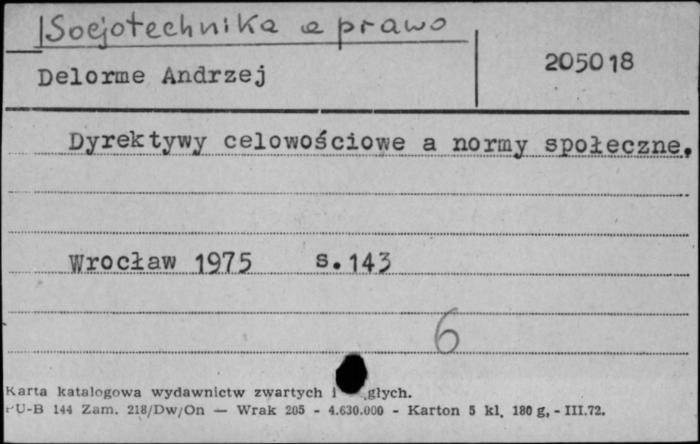 Socjotechnika a prawo
Delorme Andrzej
205018
Dyrektywy celowościowe a normy społeczne.
Wrocław 1975 s.143
6
Karta katalogowa wydawnictw zwartych i głych.
PU-B 144 Zam. 218/Dw/On — Wrak 205 - 4.630.000 - Karton 5 kl. 180 g, - III.72.